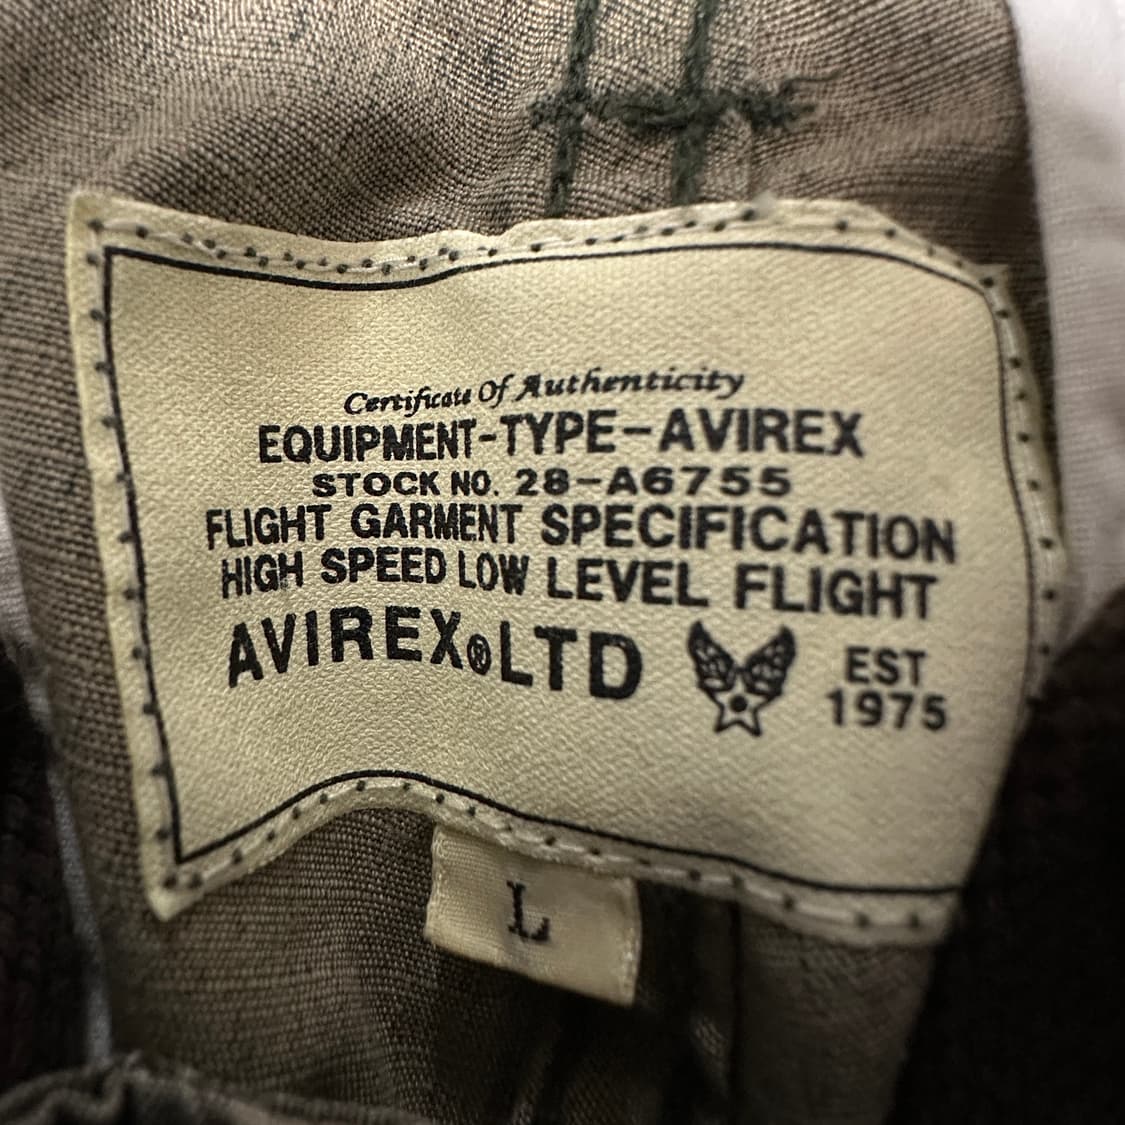 Certificate Of Authenticity
EQUIPMENT-TYPE-AVIREX
STOCK NO. 28-A6755
FLIGHT GARMENT SPECIFICATION
HIGH SPEED LOW LEVEL FLIGHT
AVIREX®LTD
EST
1975
L